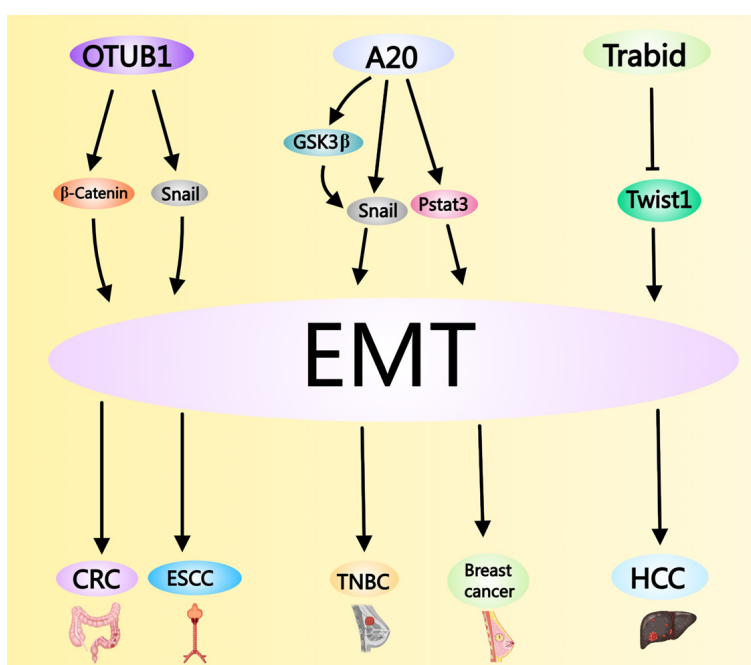 OTUB1
A20
Trabid
GSK3β
β-Catenin
Snail
Snail
Pstat3
Twist1
EMT
CRC
ESCC
TNBC
Breast
cancer
HCC